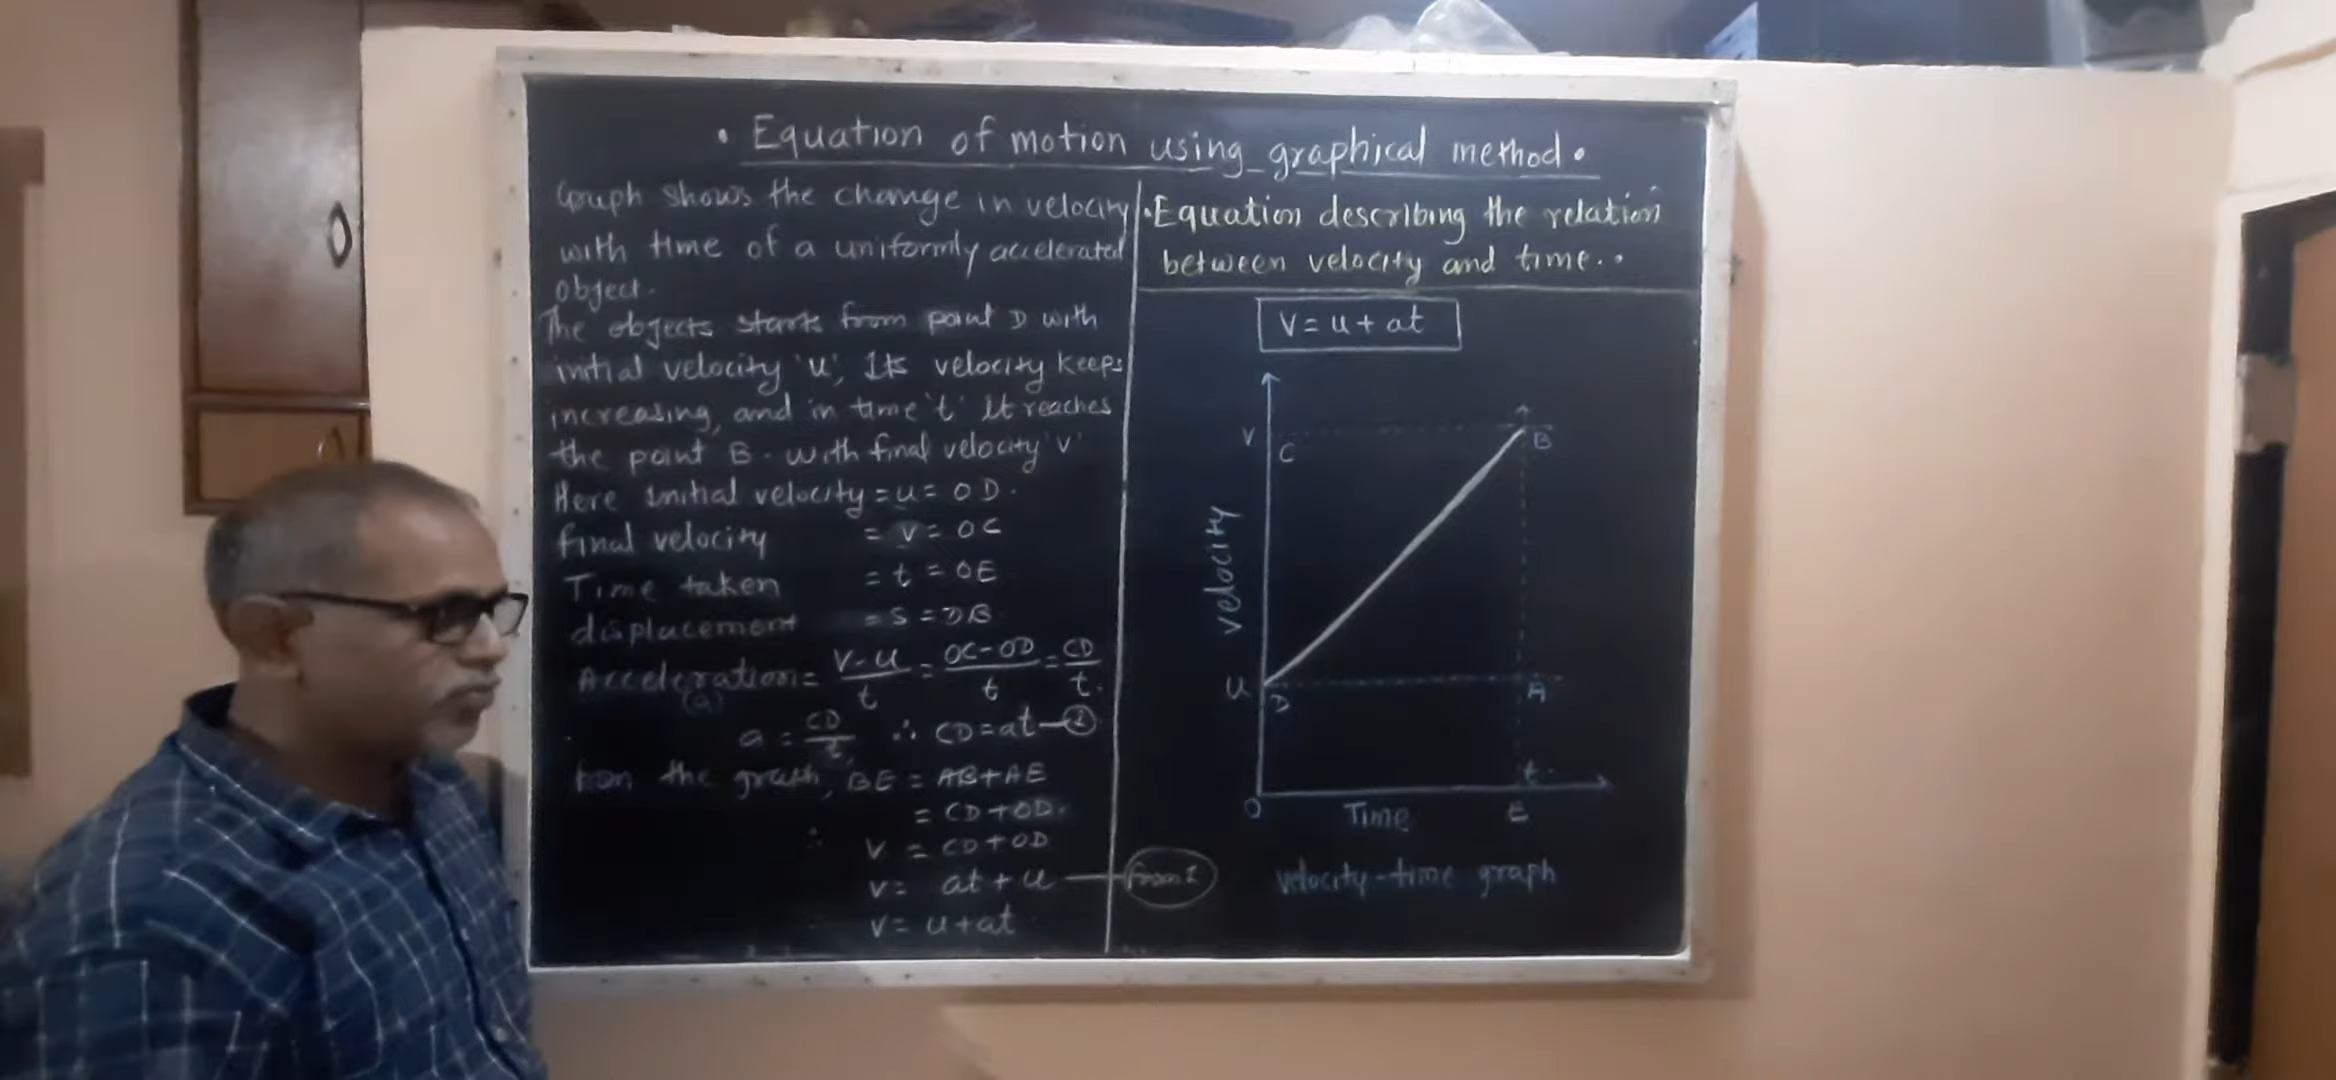 • Equation of motion using graphical method •
Graph shows the change in velocity
with time of a uniformly accelerated
object.
The objects starts from point D with
initial velocity 'u', Its velocity keeps
increasing, and in time 't' it reaches
the point B. with final velocity 'v'
Here initial velocity = u = OD.
final velocity = v = OC
Time taken = t = OE
displacement = S = DB
Acceleration = V-u/t = OC-OD/t = CD/t.
(a)
a = CD/t, ∴ CD = at —②
from the graph, BE = AB+AE
= CD+OD.
∴ V = CD+OD
V = at + u — from 2
V = u+at
• Equation describing the relation
between velocity and time..
V = u + at
V
C
B
velocity
u
D
A
t.
O
Time
E
velocity-time graph